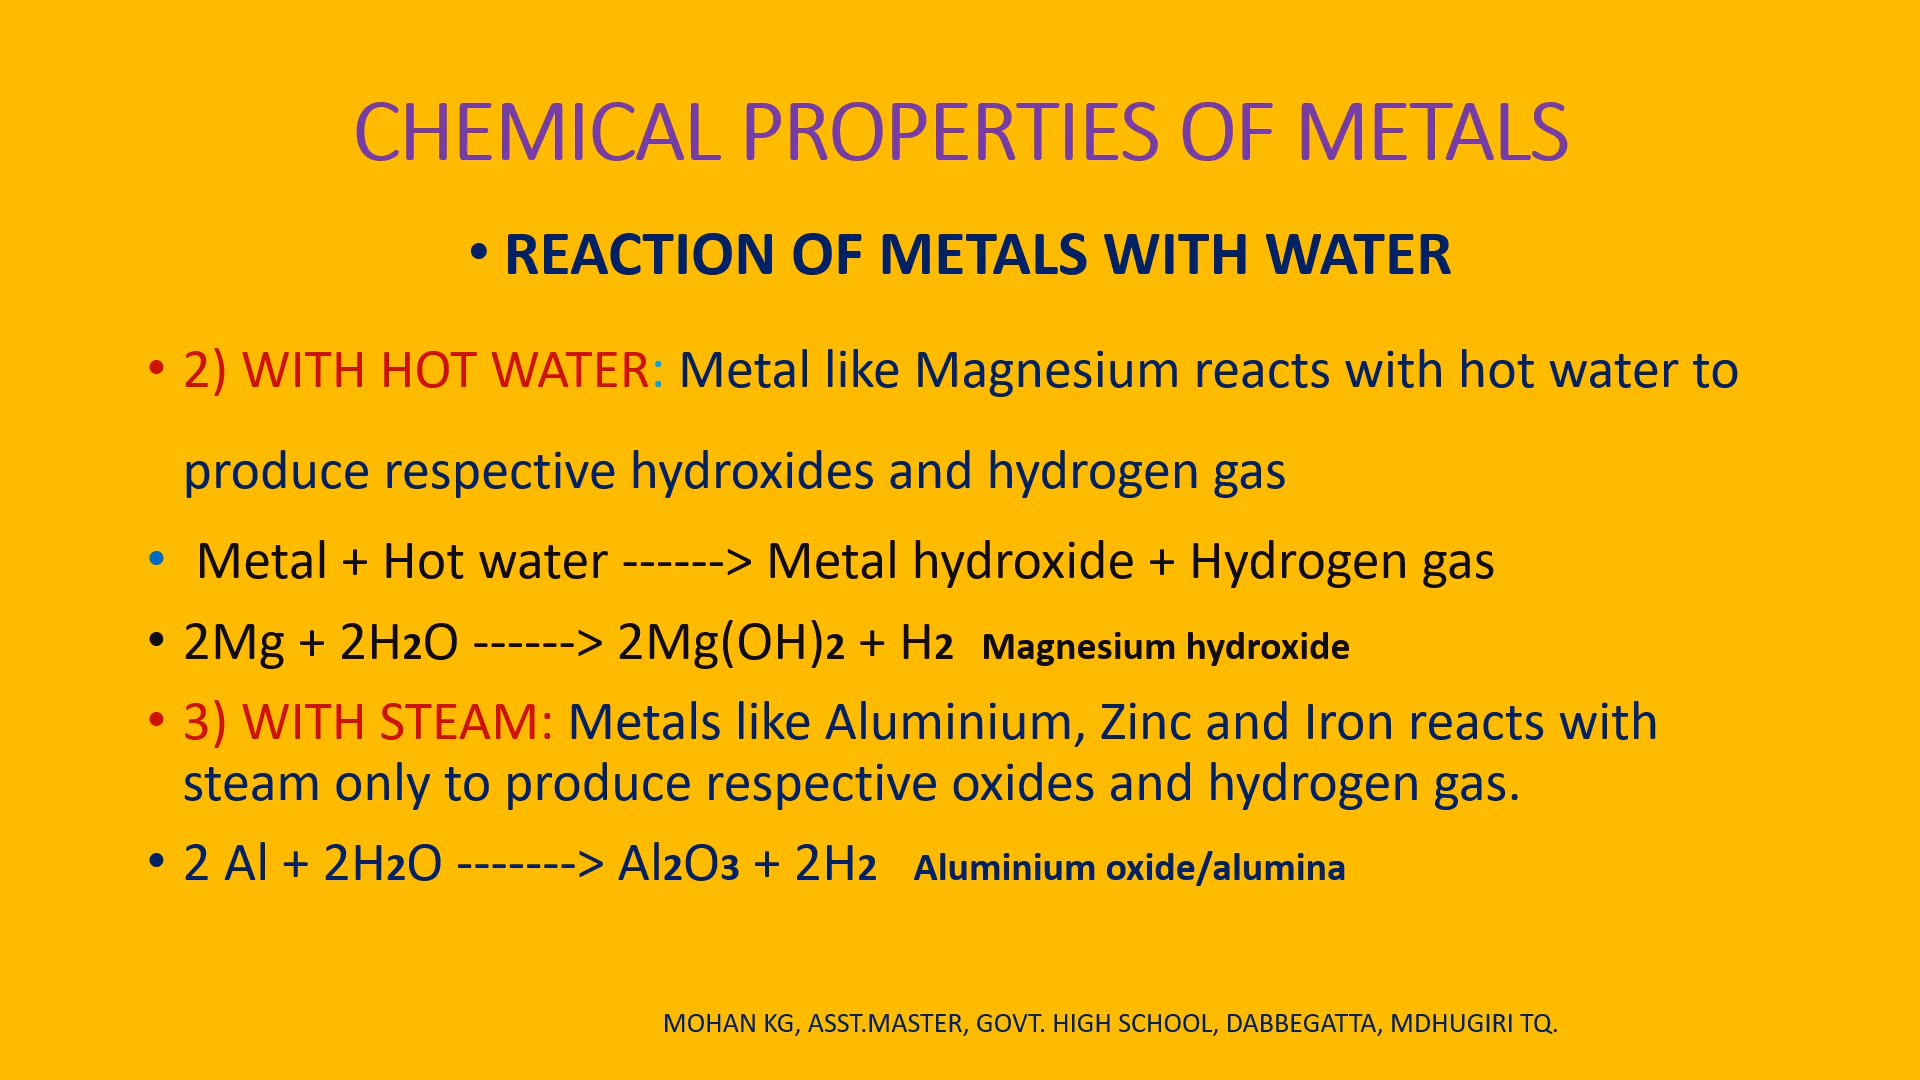 CHEMICAL PROPERTIES OF METALS
• REACTION OF METALS WITH WATER
• 2) WITH HOT WATER: Metal like Magnesium reacts with hot water to
produce respective hydroxides and hydrogen gas
• Metal + Hot water ------> Metal hydroxide + Hydrogen gas
• 2Mg + 2H2O ------> 2Mg(OH)2 + H2 Magnesium hydroxide
• 3) WITH STEAM: Metals like Aluminium, Zinc and Iron reacts with
steam only to produce respective oxides and hydrogen gas.
• 2 Al + 2H2O -------> Al2O3 + 2H2 Aluminium oxide/alumina
MOHAN KG, ASST.MASTER, GOVT. HIGH SCHOOL, DABBEGATTA, MDHUGIRI TQ.